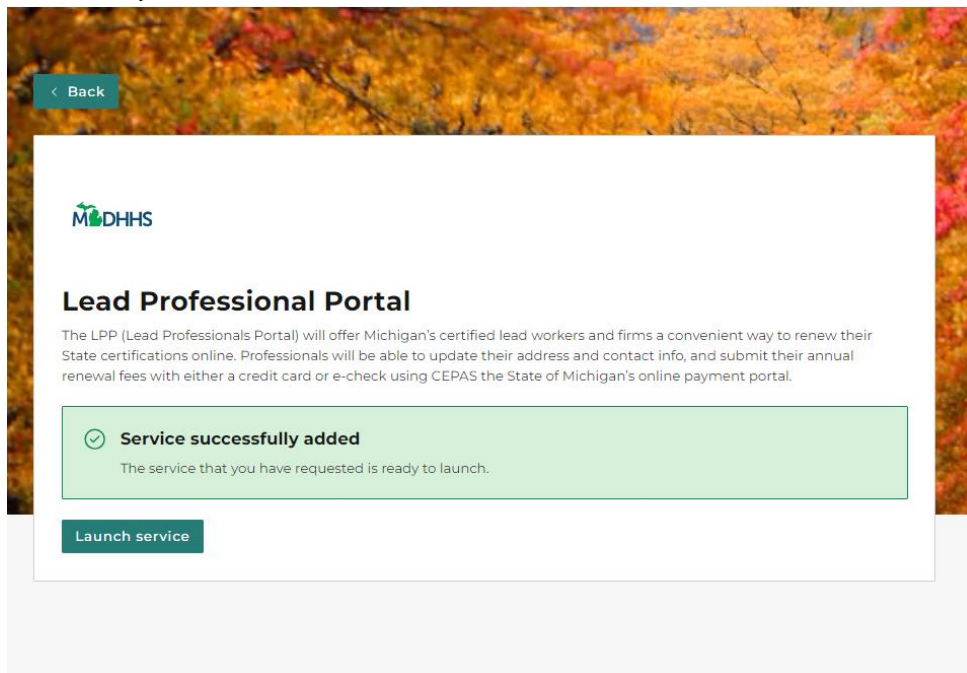 < Back
MDHHS
Lead Professional Portal
The LPP (Lead Professionals Portal) will offer Michigan's certified lead workers and firms a convenient way to renew their
State certifications online. Professionals will be able to update their address and contact info, and submit their annual
renewal fees with either a credit card or e-check using CEPAS the State of Michigan's online payment portal.
Service successfully added
The service that you have requested is ready to launch.
Launch service